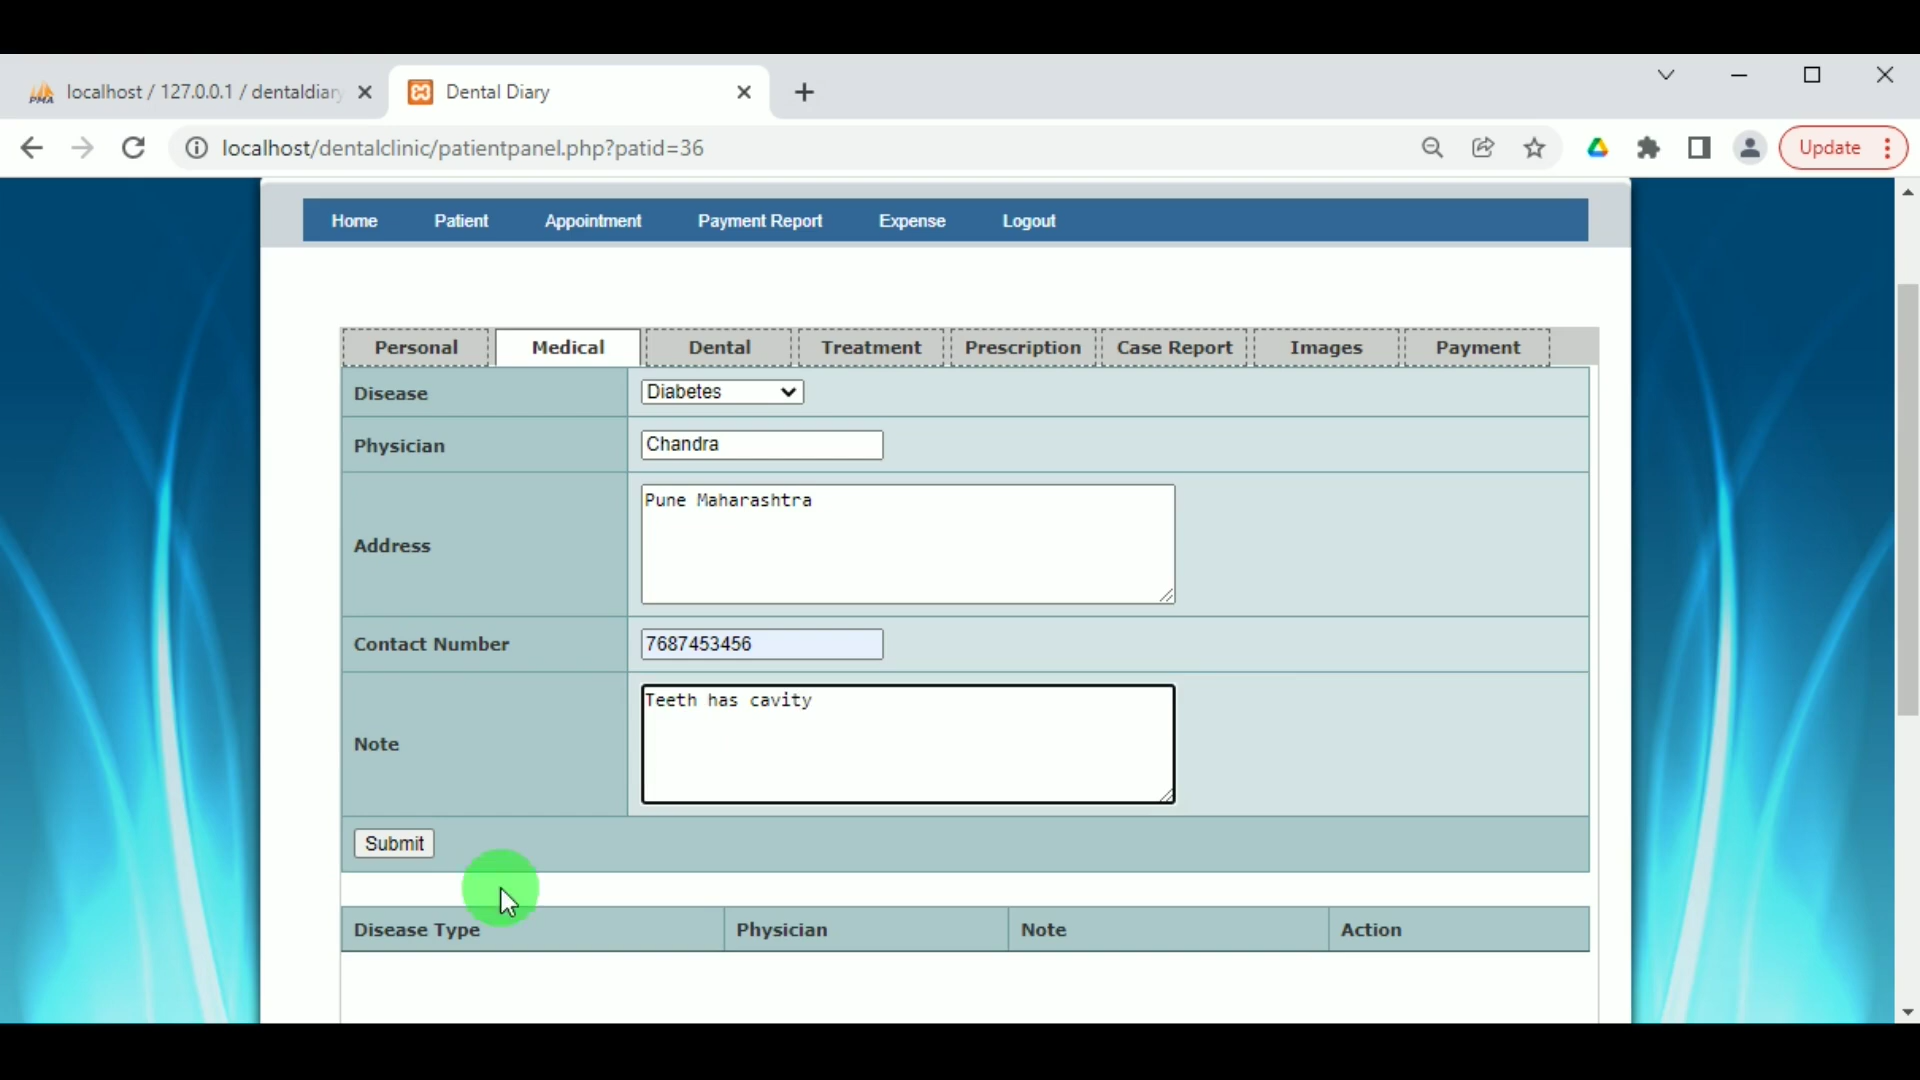 localhost / 127.0.0.1 / dentaldiary
Dental Diary
localhost/dentalclinic/patientpanel.php?patid=36
Update
Home Patient Appointment Payment Report Expense Logout
Personal Medical Dental Treatment Prescription Case Report Images Payment
Disease Diabetes
Physician Chandra
Address Pune Maharashtra
Contact Number 7687453456
Note Teeth has cavity
Submit
Disease Type Physician Note Action